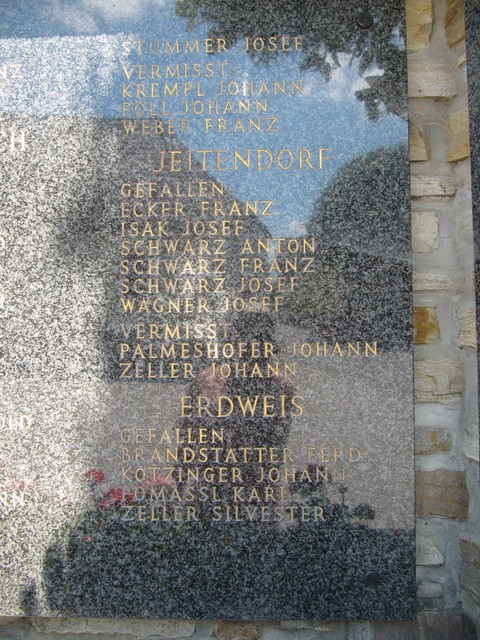 STUMMER JOSEF
VERMISST:
KREMPL JOHANN
POLL JOHANN
WEBER FRANZ
JEITENDORF
GEFALLEN
ECKER FRANZ
ISAK JOSEF
SCHWARZ ANTON
SCHWARZ FRANZ
SCHWARZ JOSEF
WAGNER JOSEF
VERMISST:
PALMESHOFER JOHANN
ZELLER JOHANN
ERDWEIS
GEFALLEN
BRANDSTÄTTER FERD
KOTZINGER JOHANN
TOMASSL KARL
ZELLER SILVESTER